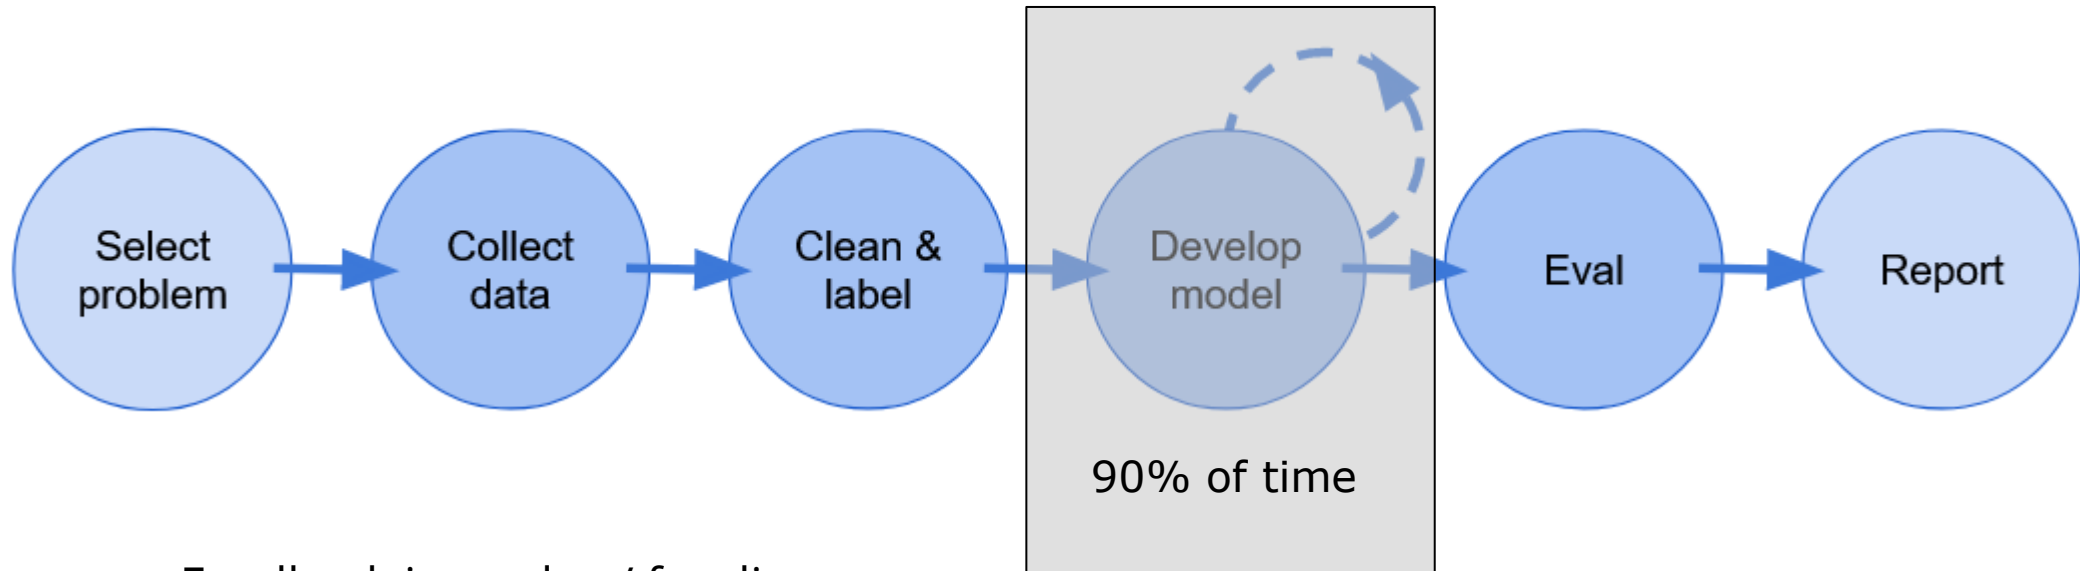 Select
problem
Collect
data
Clean &
label
Develop
model
Eval
Report
90% of time